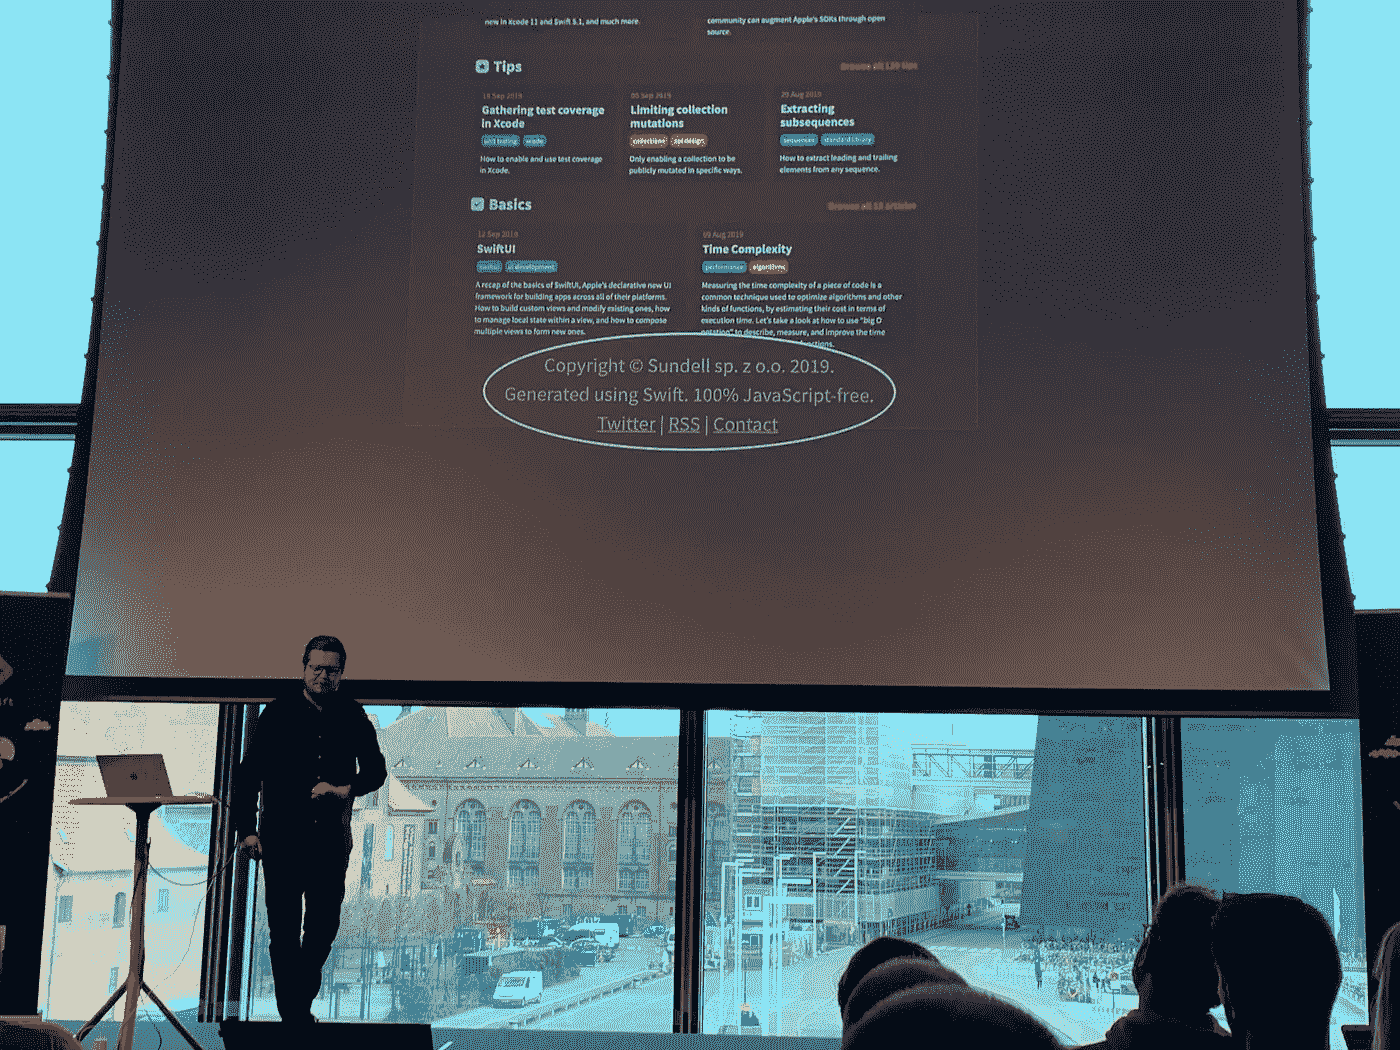 new in Xcode 11 and Swift 5.1, and much more.
community can augment Apple's SDKs through open
source.
Tips
Browse all 120 tips
19 Sep 2019
Gathering test coverage
in Xcode
unit testing xcode
How to enable and use test coverage
in Xcode.
05 Sep 2019
Limiting collection
mutations
collections api design
Only enabling a collection to be
publicly mutated in specific ways.
29 Aug 2019
Extracting
subsequences
sequences standard library
How to extract leading and trailing
elements from any sequence.
Basics
Browse all articles
12 Sep 2019
SwiftUI
swiftui ui development
A recap of the basics of SwiftUI, Apple's declarative new UI
framework for building apps across all of their platforms.
How to build custom views and modify existing ones, how
to manage local state within a view, and how to compose
multiple views to form new ones.
09 Aug 2019
Time Complexity
performance algorithms
Measuring the time complexity of a piece of code is a
common technique used to optimize algorithms and other
kinds of functions, by estimating their cost in terms of
execution time. Let's take a look at how to use "big O
notation" to describe, measure, and improve the time
functions.
Copyright © Sundell sp. z o.o. 2019.
Generated using Swift. 100% JavaScript-free.
Twitter | RSS | Contact